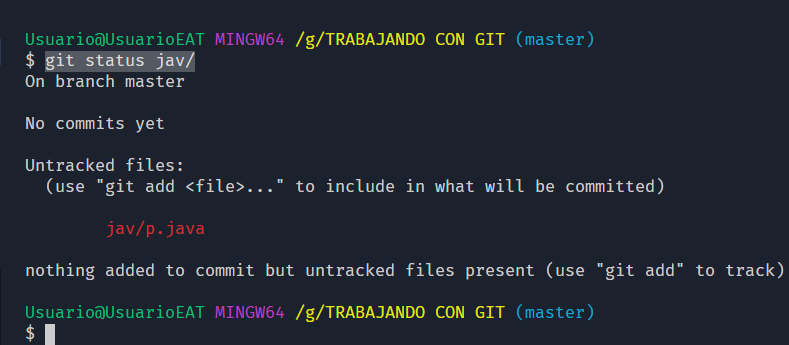 Usuario@UsuarioEAT MINGW64 /g/TRABAJANDO CON GIT (master)
$ git status jav/
On branch master
No commits yet
Untracked files:
  (use "git add <file>..." to include in what will be committed)
        jav/p.java
nothing added to commit but untracked files present (use "git add" to track)
Usuario@UsuarioEAT MINGW64 /g/TRABAJANDO CON GIT (master)
$